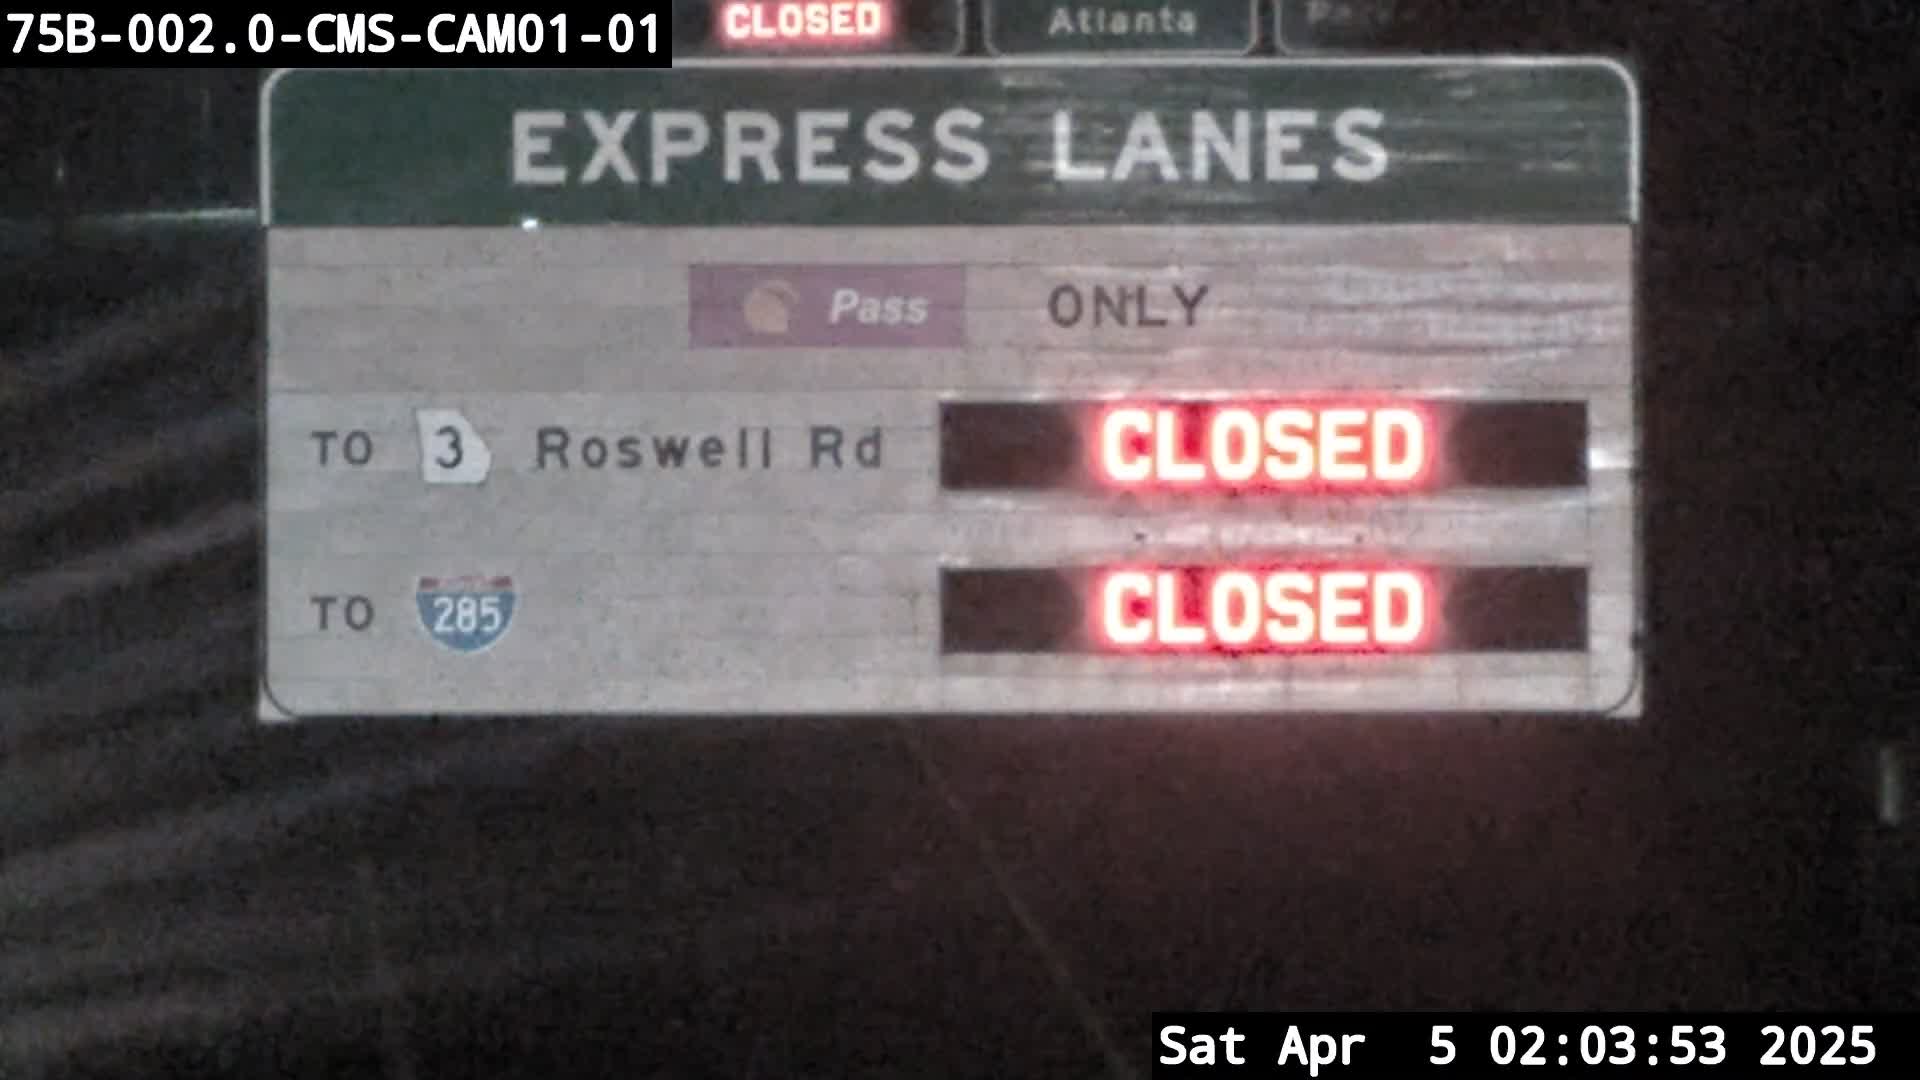 75B-002.0-CMS-CAM01-01
CLOSED
Atlanta
EXPRESS LANES
Pass ONLY
TO 3 Roswell Rd CLOSED
TO 285 CLOSED
Sat Apr 5 02:03:53 2025